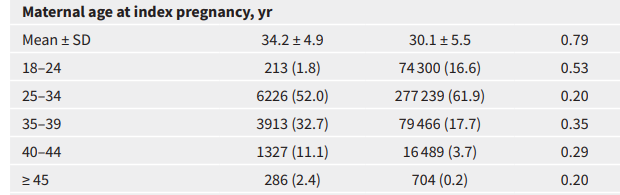 Maternal age at index pregnancy, yr
Mean ± SD 34.2 ± 4.9 30.1 ± 5.5 0.79
18–24 213 (1.8) 74 300 (16.6) 0.53
25–34 6226 (52.0) 277 239 (61.9) 0.20
35–39 3913 (32.7) 79 466 (17.7) 0.35
40–44 1327 (11.1) 16 489 (3.7) 0.29
≥ 45 286 (2.4) 704 (0.2) 0.20